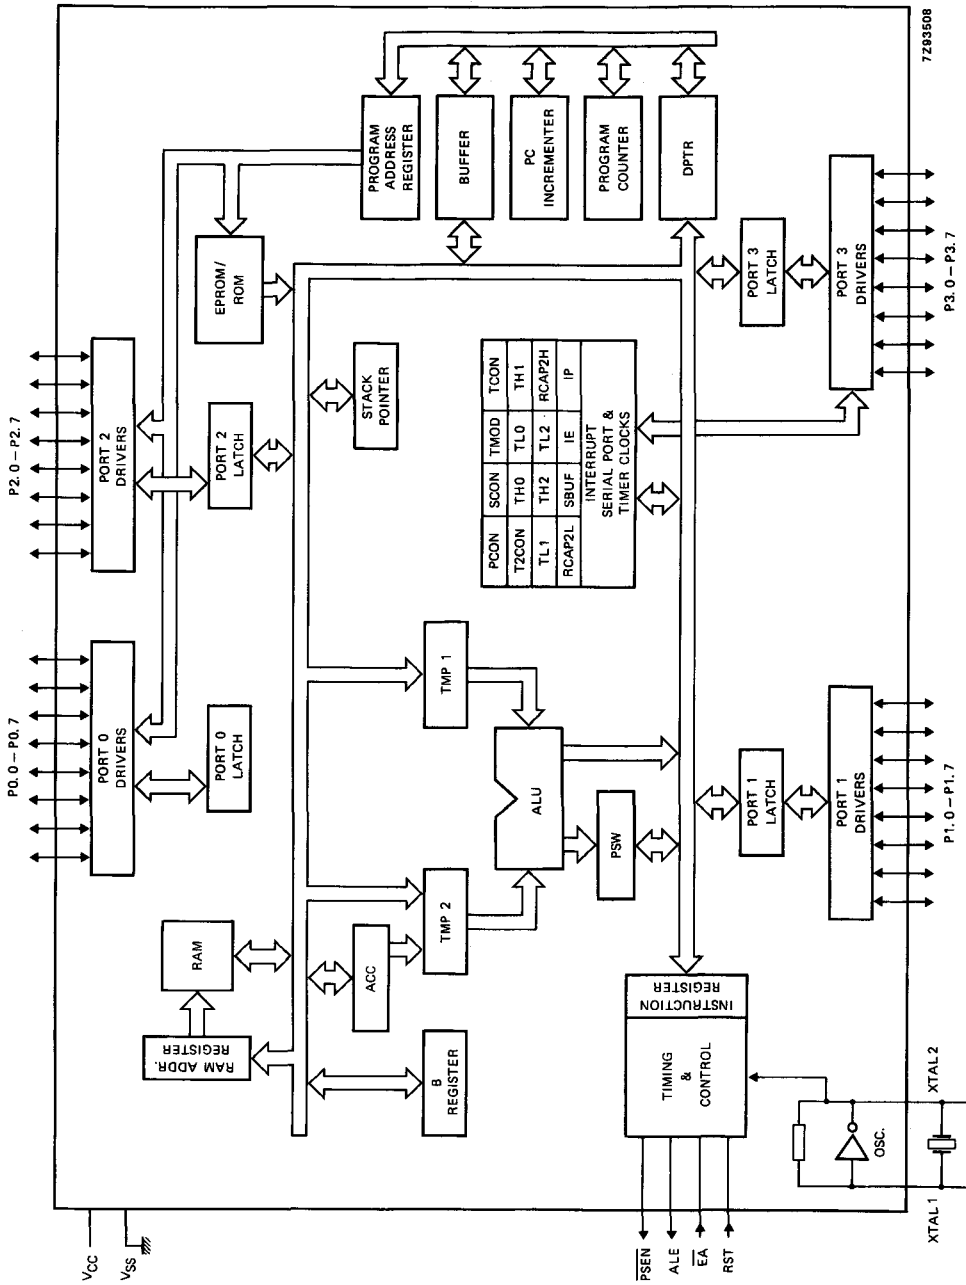 P0.0–P0.7
P2.0–P2.7
VCC
VSS
RAM ADDR.
REGISTER
RAM
PORT 0
DRIVERS
PORT 2
DRIVERS
PORT 0
LATCH
PORT 2
LATCH
EPROM/
ROM
PROGRAM
ADDRESS
REGISTER
B
REGISTER
ACC
STACK
POINTER
BUFFER
TMP 2
TMP 1
PC
INCREMENTER
ALU
PCON SCON TMOD TCON
T2CON TH0 TL0 TH1
TL1 TH2 TL2 RCAP2H
RCAP2L SBUF IE IP
INTERRUPT
SERIAL PORT &
TIMER CLOCKS
PROGRAM
COUNTER
PSW
DPTR
PSEN
ALE
EA
RST
TIMING
&
CONTROL
INSTRUCTION
REGISTER
PORT 1
LATCH
PORT 3
LATCH
PORT 1
DRIVERS
PORT 3
DRIVERS
OSC.
XTAL1
XTAL2
P1.0–P1.7
P3.0–P3.7
7Z93508